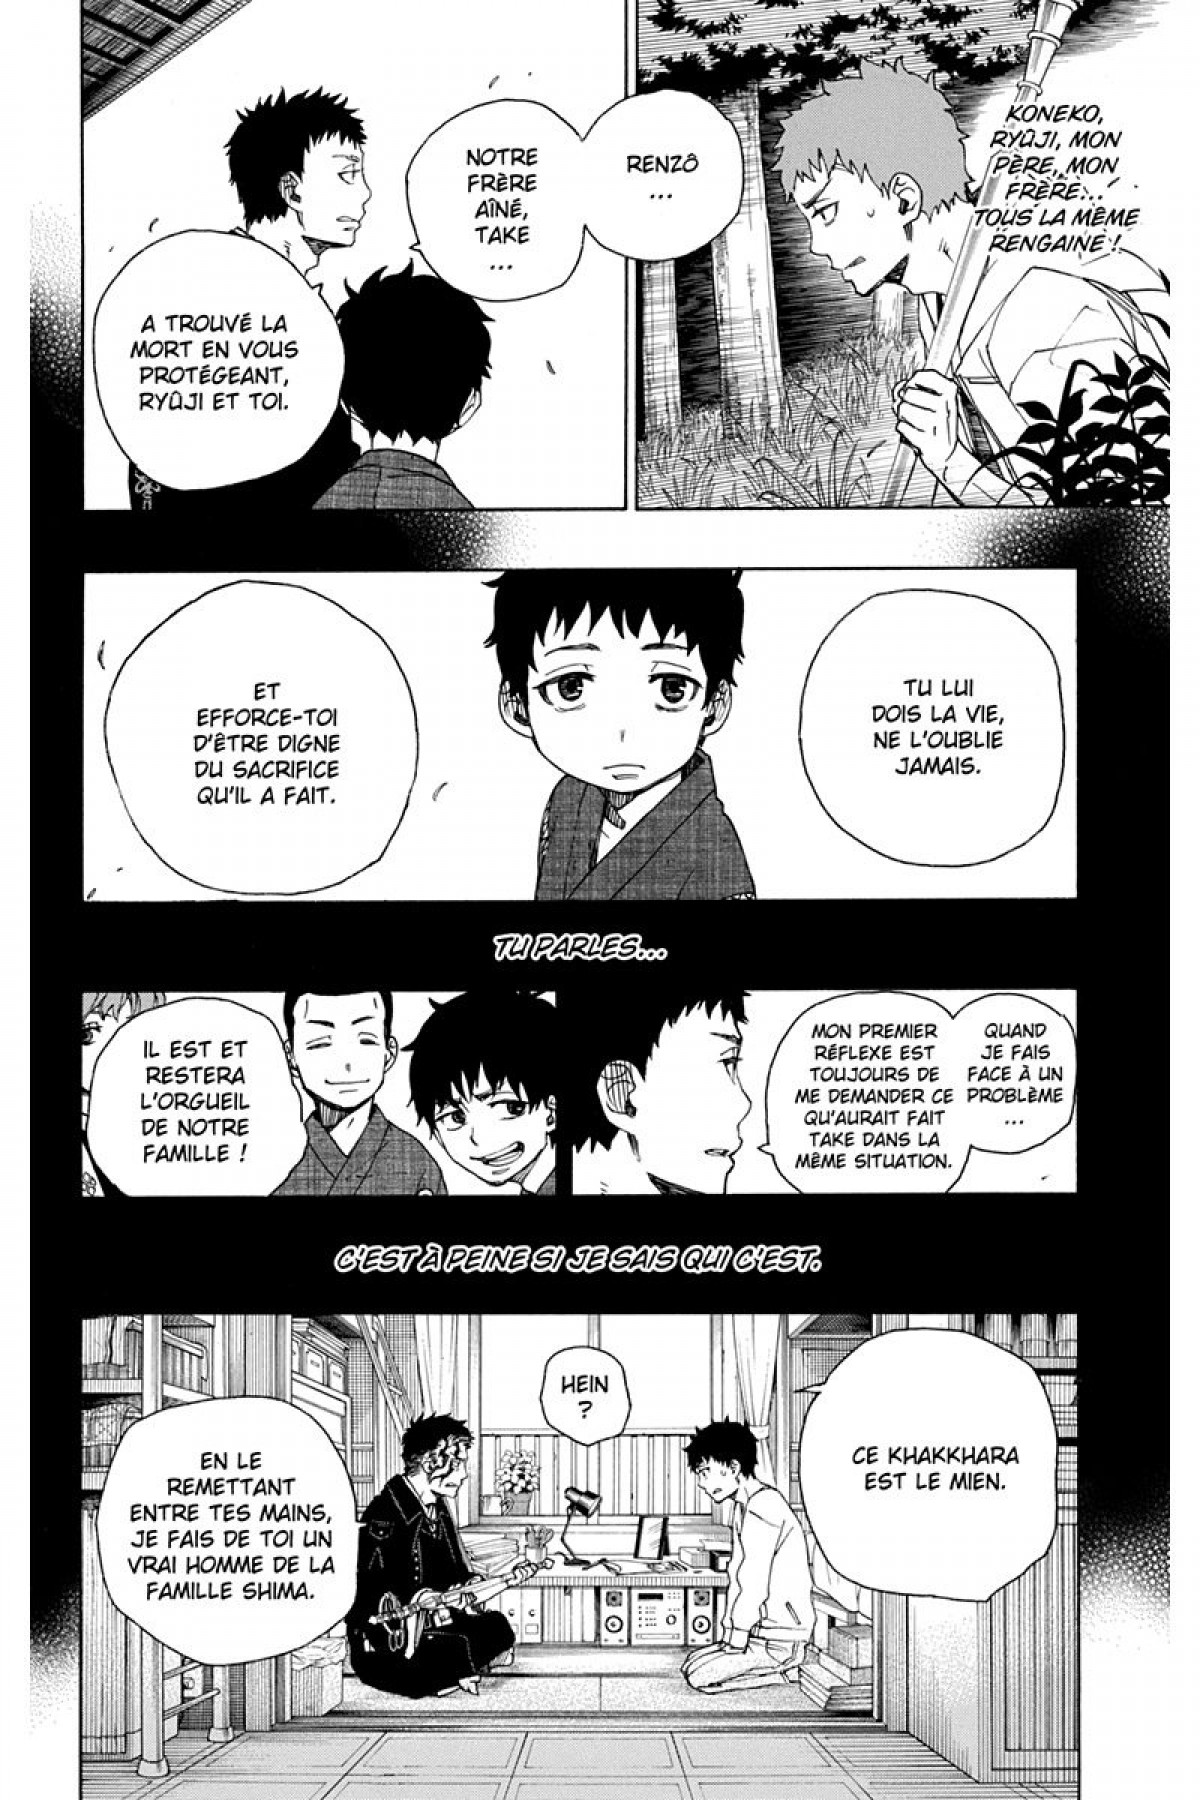 KONEKO,
RYÛJI, MON
PÈRE, MON
FRÈRE...
TOUS LA MÊME
RENGAINE !
RENZÔ
...
NOTRE
FRÈRE
AÎNÉ,
TAKE
...
A TROUVÉ LA
MORT EN VOUS
PROTÉGEANT,
RYÛJI ET TOI.
TU LUI
DOIS LA VIE,
NE L'OUBLIE
JAMAIS.
ET
EFFORCE-TOI
D'ÊTRE DIGNE
DU SACRIFICE
QU'IL A FAIT.
TU PARLES...
QUAND
JE FAIS
FACE À UN
PROBLÈME
...
MON PREMIER
RÉFLEXE EST
TOUJOURS DE
ME DEMANDER CE
QU'AURAIT FAIT
TAKE DANS LA
MÊME SITUATION.
IL EST ET
RESTERA
L'ORGUEIL
DE NOTRE
FAMILLE !
C'EST À PEINE SI JE SAIS QUI C'EST.
CE KHAKKHARA
EST LE MIEN.
HEIN
?
EN LE
REMETTANT
ENTRE TES MAINS,
JE FAIS DE TOI UN
VRAI HOMME DE LA
FAMILLE SHIMA.